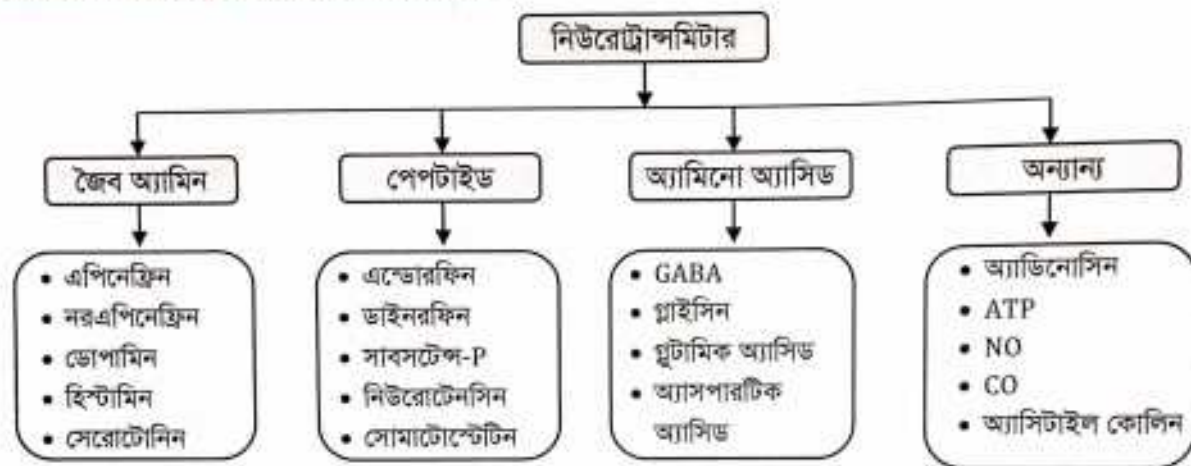 নিউরোট্রান্সমিটার
জৈব অ্যামিন
পেপটাইড
অ্যামিনো অ্যাসিড
অন্যান্য
• এপিনেফ্রিন
• নরএপিনেফ্রিন
• ডোপামিন
• হিস্টামিন
• সেরোটোনিন
• এন্ডোরফিন
• ডাইনরফিন
• সাবসটেন্স-P
• নিউরোটেনসিন
• সোমাটোস্টেটিন
• GABA
• গ্লাইসিন
• গ্লুটামিক অ্যাসিড
• অ্যাসপারটিক
অ্যাসিড
• অ্যাডিনোসিন
• ATP
• NO
• CO
• অ্যাসিটাইল কোলিন